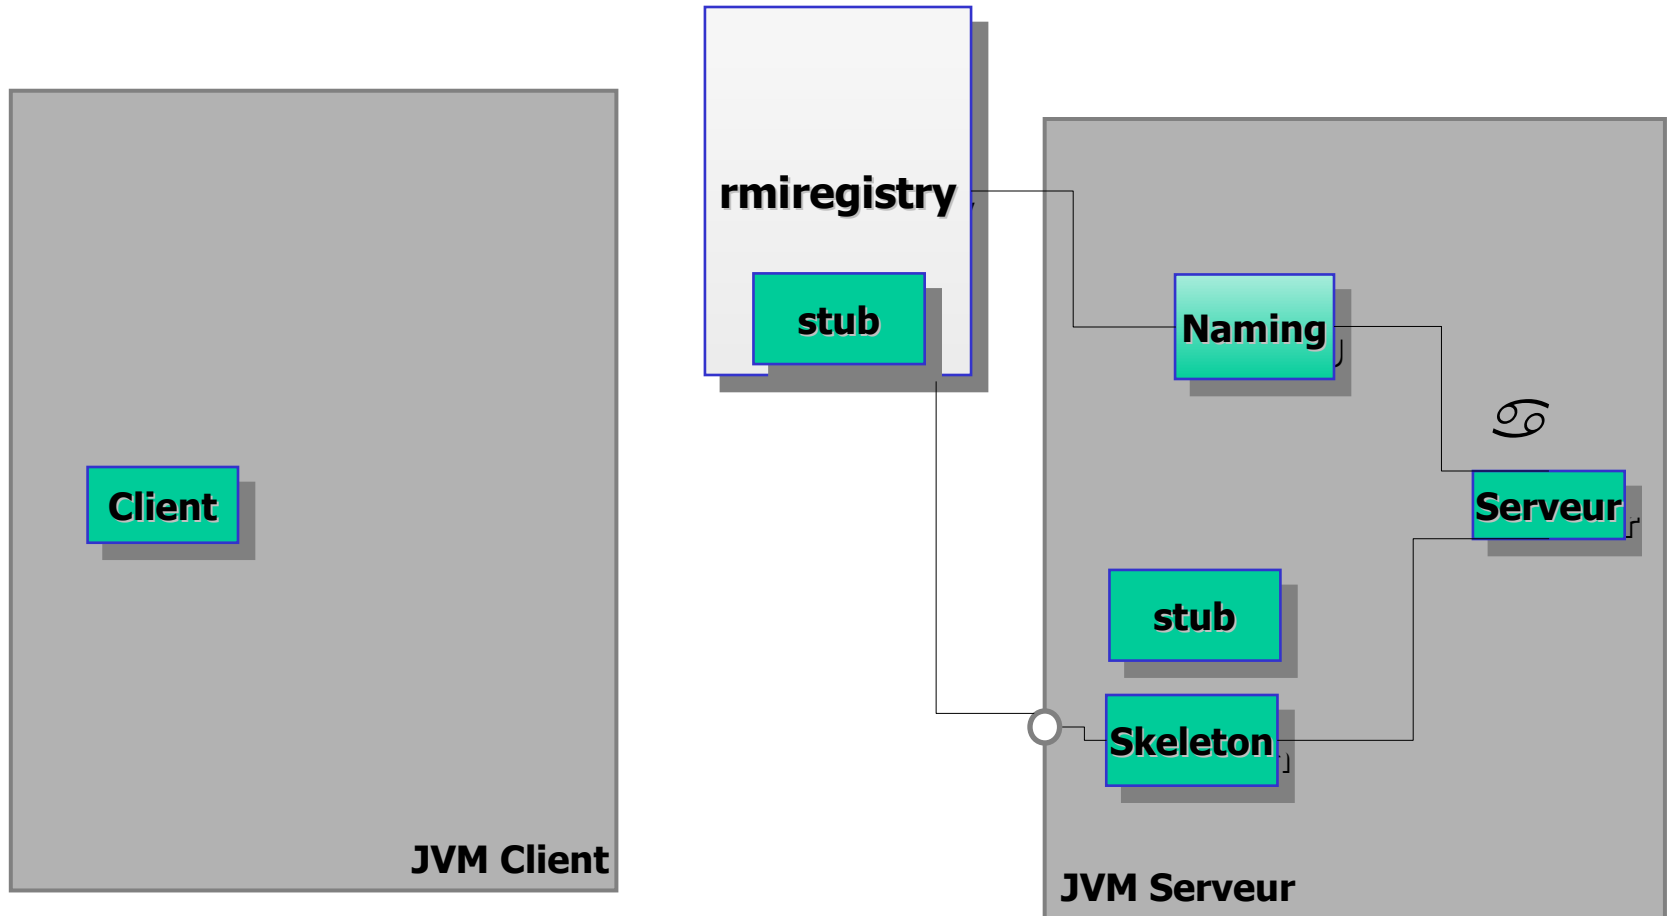 rmiregistry
stub
Naming
♋
Client
Serveur
stub
Skeleton
JVM Client
JVM Serveur